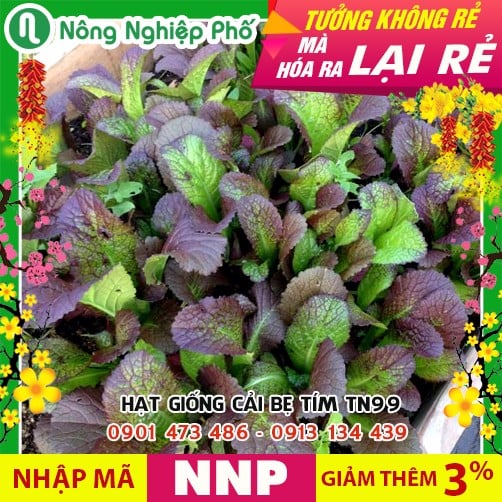 Nông Nghiệp Phố
TƯỞNG KHÔNG RẺ
MÀ
HÓA RA LẠI RẺ
HẠT GIỐNG CẢI BẸ TÍM TN99
0901 473 486 - 0913 134 439
NHẬP MÃ NNP GIẢM THÊM 3%